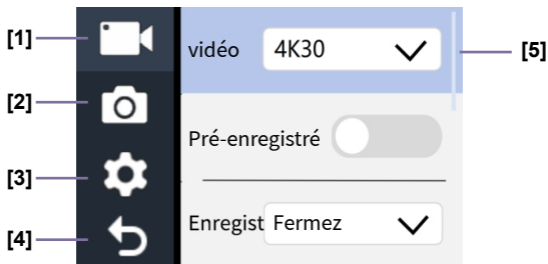 [1]
vidéo 4K30
[5]
[2]
Pré-enregistré
[3]
Enregist Fermez
[4]